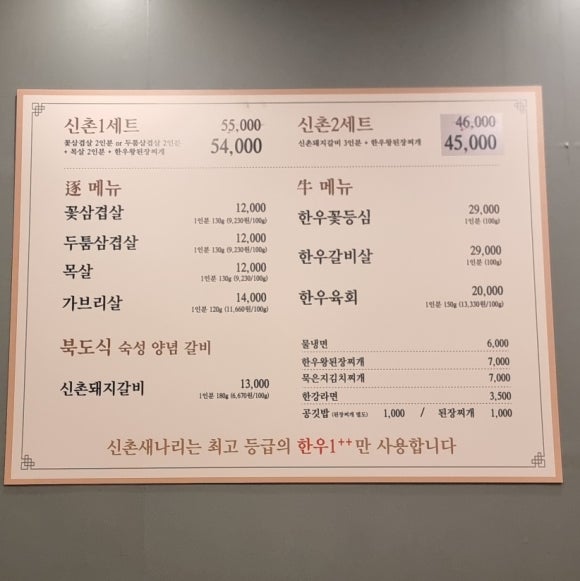 신촌1세트
55,000
꽃삼겹살 2인분 or 두툼삼겹살 2인분
+ 목살 2인분 + 한우왕된장찌개
54,000
신촌2세트
46,000
신촌돼지갈비 3인분 + 한우왕된장찌개
45,000
逐 메뉴
꽃삼겹살 12,000
1인분 130g (9,230원/100g)
두툼삼겹살 12,000
1인분 130g (9,230원/100g)
목살 12,000
1인분 130g (9,230/100g)
가브리살 14,000
1인분 120g (11,660원/100g)
북도식 숙성 양념 갈비
신촌돼지갈비 13,000
1인분 180g (6,670원/100g)
牛 메뉴
한우꽃등심 29,000
1인분 (100g)
한우갈비살 29,000
1인분 (100g)
한우육회 20,000
1인분 150g (13,330원/100g)
물냉면 6,000
한우왕된장찌개 7,000
묵은지김치찌개 7,000
한강라면 3,500
공깃밥 (된장찌개 별도) 1,000 / 된장찌개 1,000
신촌새나리는 최고 등급의 한우1++만 사용합니다